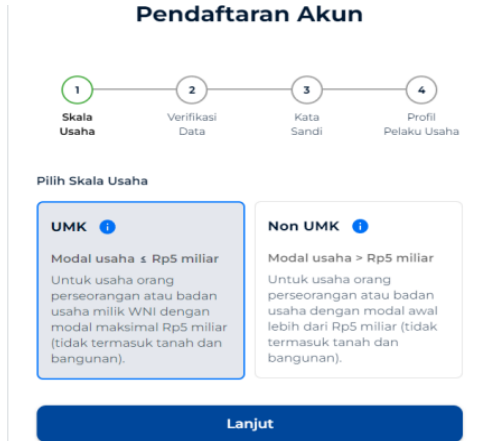 Pendaftaran Akun
1
2
3
4
Skala
Usaha
Verifikasi
Data
Kata
Sandi
Profil
Pelaku Usaha
Pilih Skala Usaha
UMK
Modal usaha ≤ Rp5 miliar
Untuk usaha orang
perseorangan atau badan
usaha milik WNI dengan
modal maksimal Rp5 miliar
(tidak termasuk tanah dan
bangunan).
Non UMK
Modal usaha > Rp5 miliar
Untuk usaha orang
perseorangan atau badan
usaha dengan modal awal
lebih dari Rp5 miliar (tidak
termasuk tanah dan
bangunan).
Lanjut